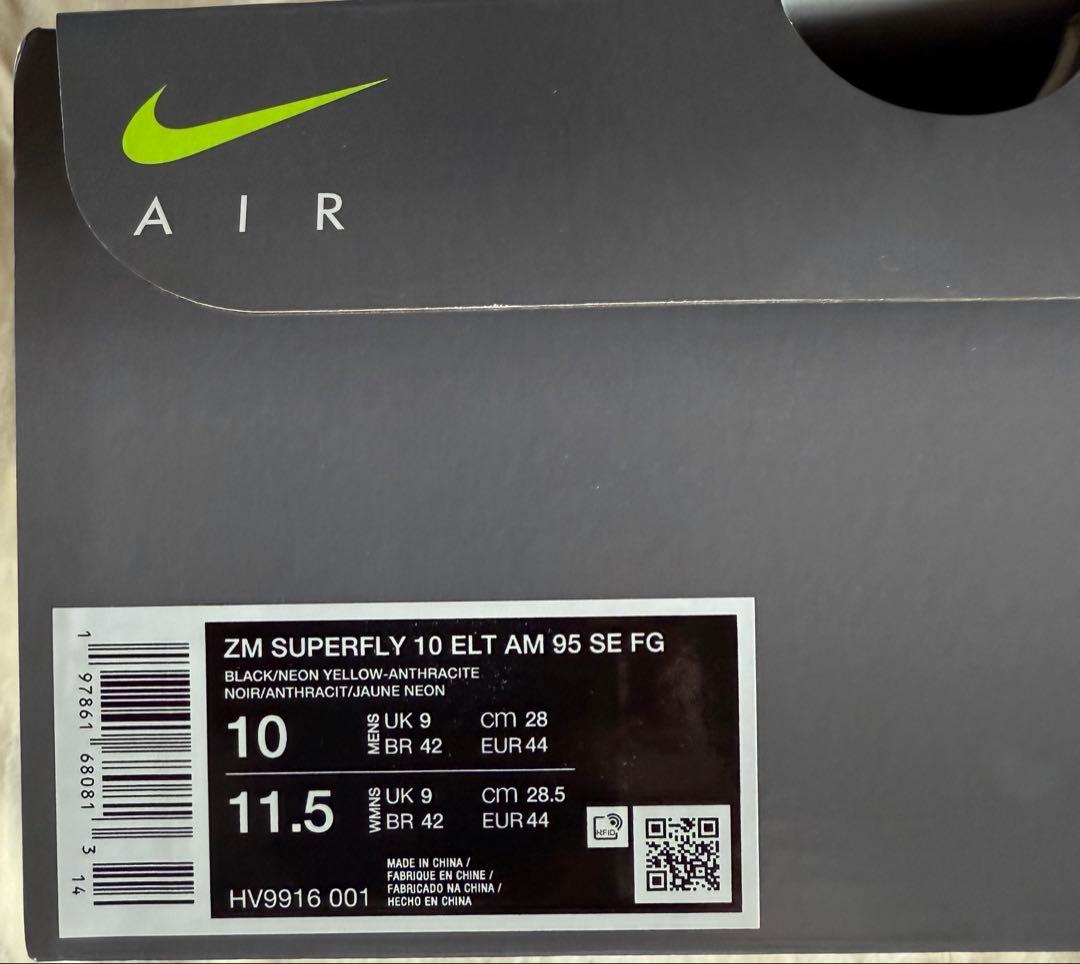 A I R
ZM SUPERFLY 10 ELT AM 95 SE FG
BLACK/NEON YELLOW-ANTHRACITE
NOIR/ANTHRACIT/JAUNE NEON
10 MENS UK 9 cm 28
BR 42 EUR 44
11.5 WMNS UK 9 cm 28.5
BR 42 EUR 44
RFID
MADE IN CHINA /
FABRIQUE EN CHINE /
FABRICADO NA CHINA /
HECHO EN CHINA
HV9916 001
1 97861 68081 3 14